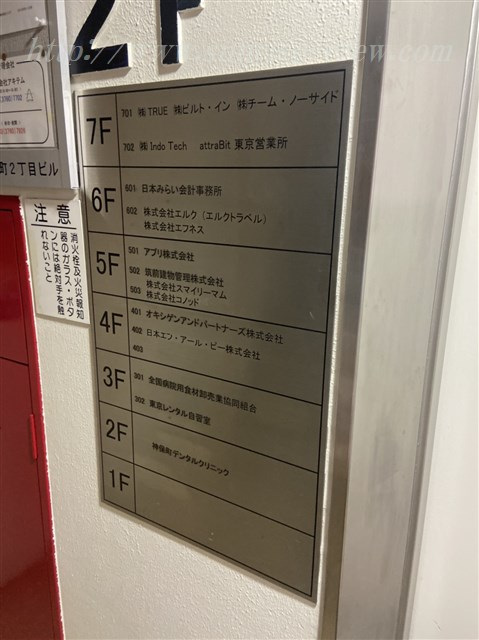 2F
会社アキテム
町2丁目ビル
注意
消火栓及火災報知
器のガラス・ボタ
ンには絶対手を触
れないこと
7F
701 ㈱TRUE ㈱ビルト・イン ㈱チーム・ノーサイド
702 ㈱Indo Tech attraBit 東京営業所
6F
601 日本みらい会計事務所
602 株式会社エルク(エルクトラベル)
株式会社エフネス
5F
501 アプリ株式会社
502 筑前建物管理株式会社
株式会社スマイリーマム
503 株式会社コノッド
4F
401 オキシゲンアンドパートナーズ株式会社
402 日本エフ・アール・ピー株式会社
403
3F
301 全国病院用食材卸売業協同組合
302 東京レンタル自習室
2F
神保町デンタルクリニック
1F